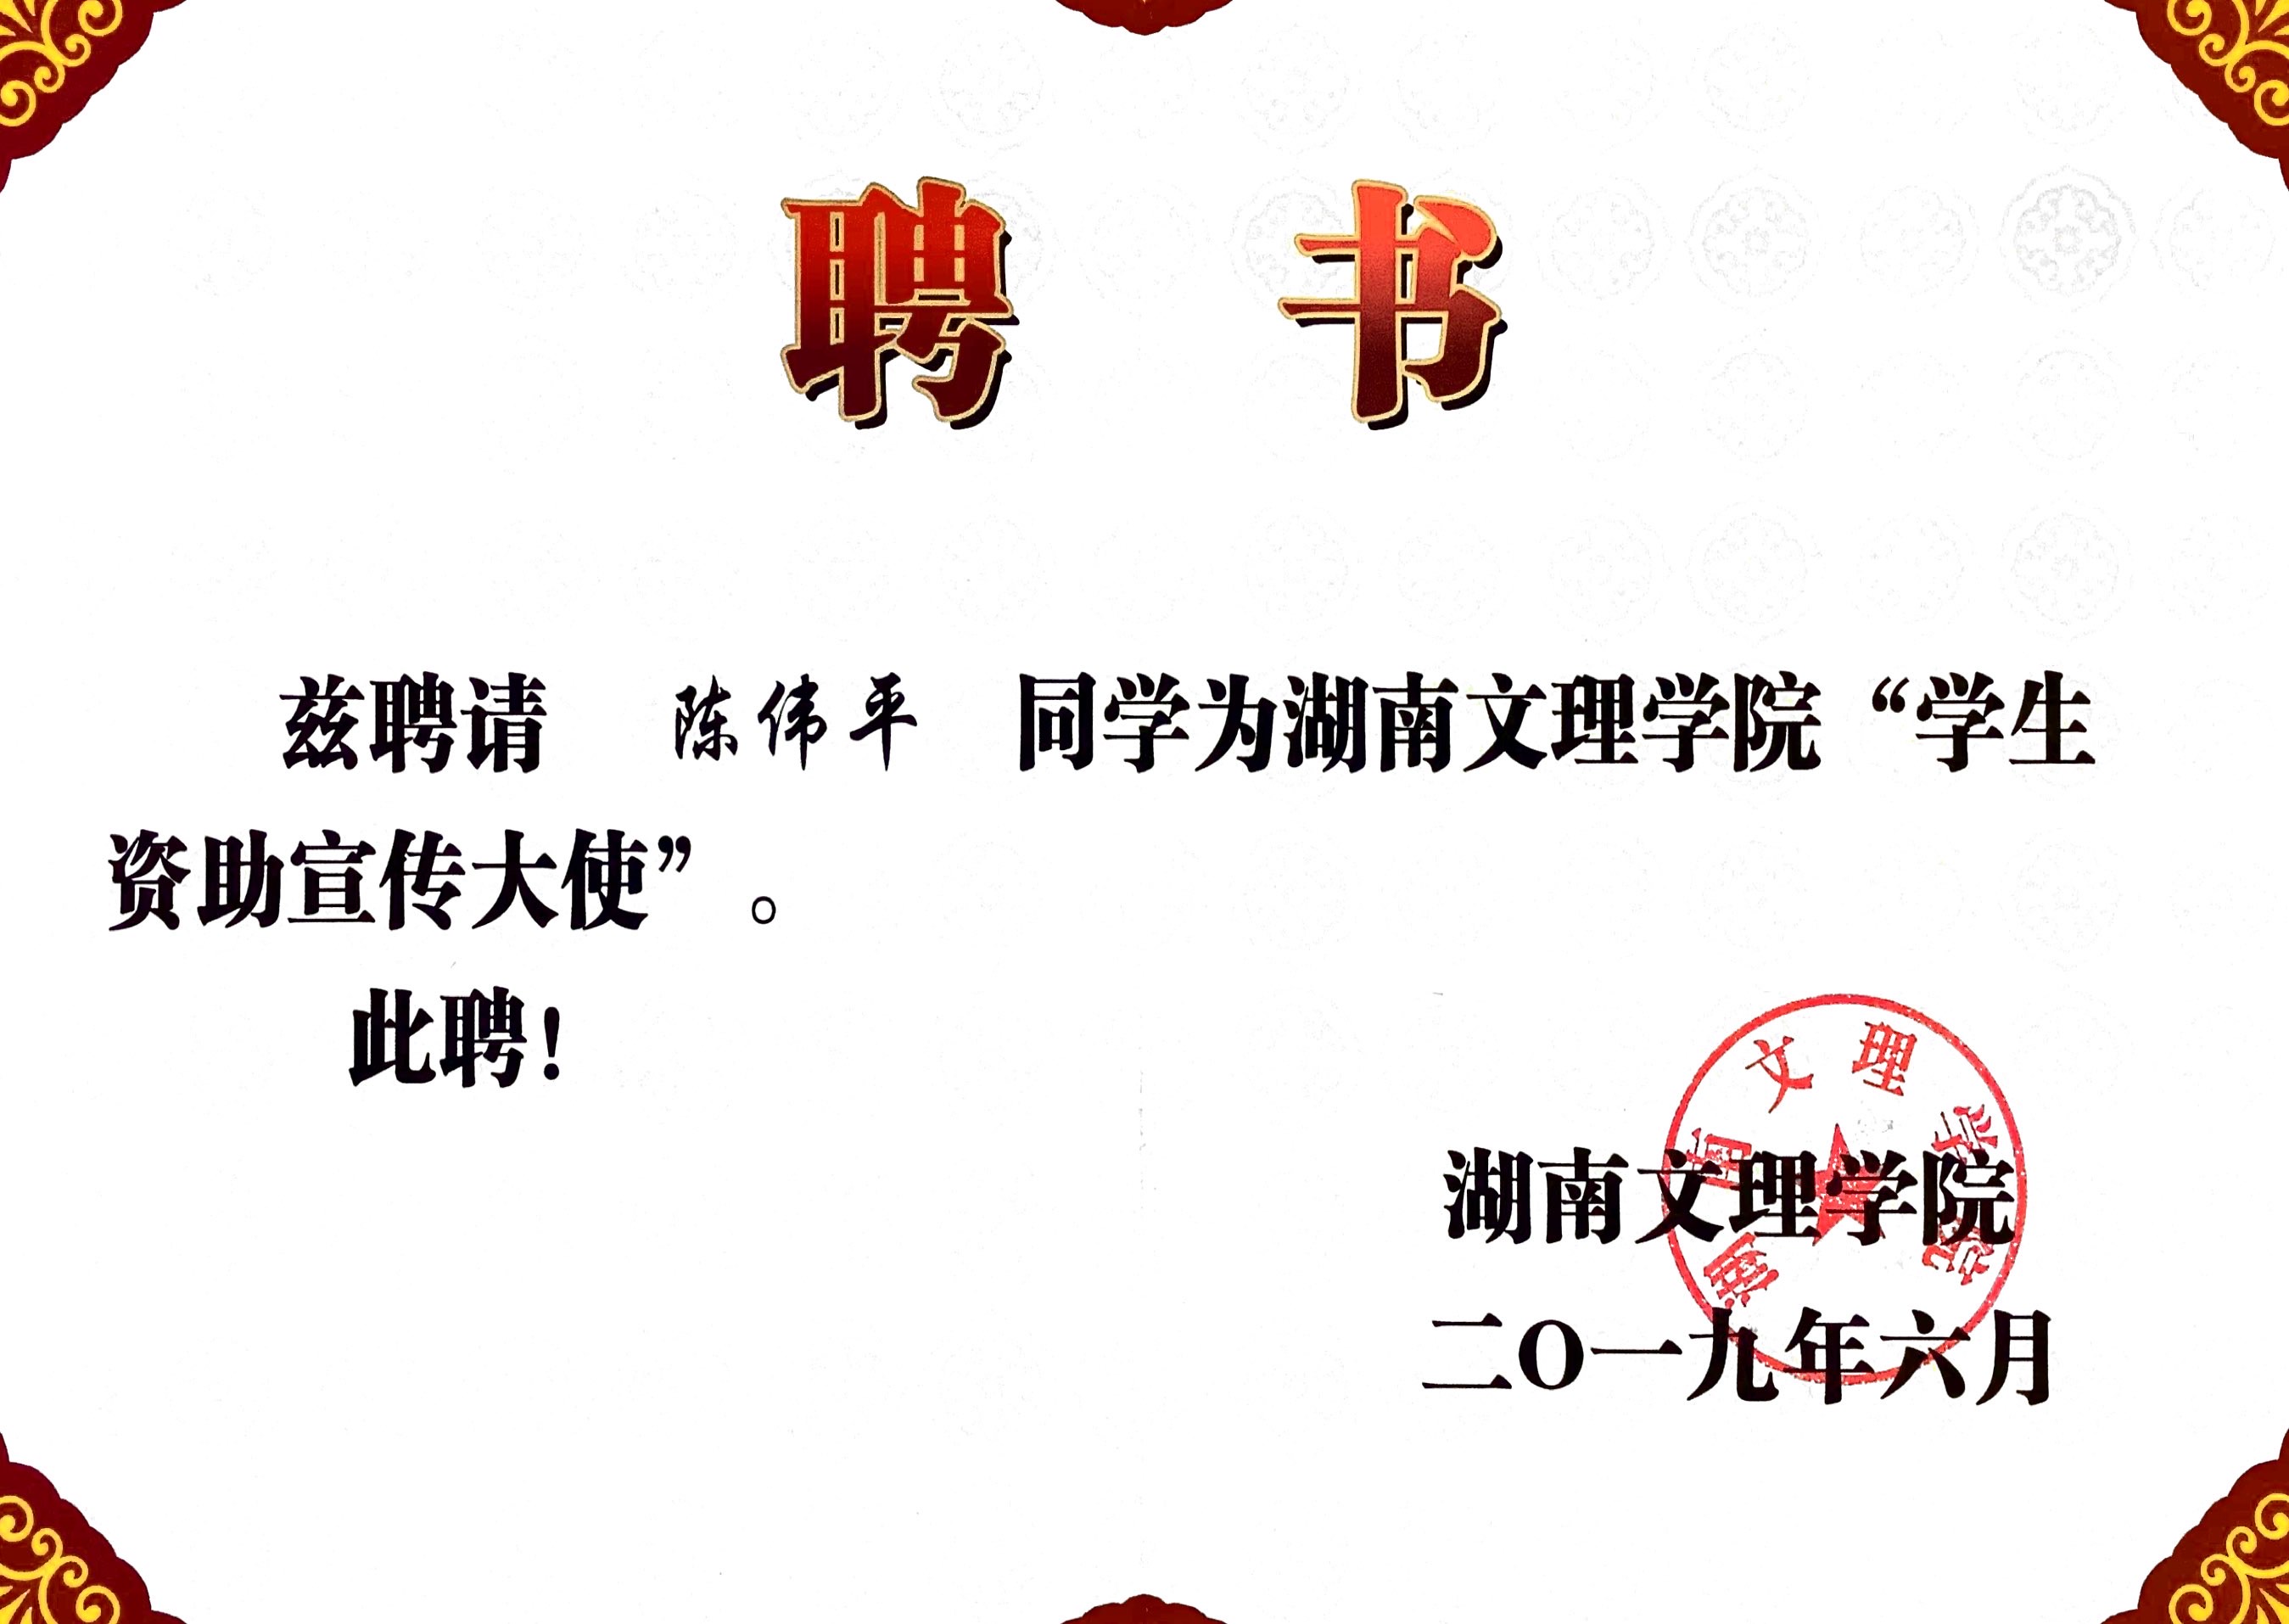 聘 书
兹聘请 陈伟平 同学为湖南文理学院“学生
资助宣传大使”。
此聘！
湖南文理学院
湖南文理学院
二〇一九年六月